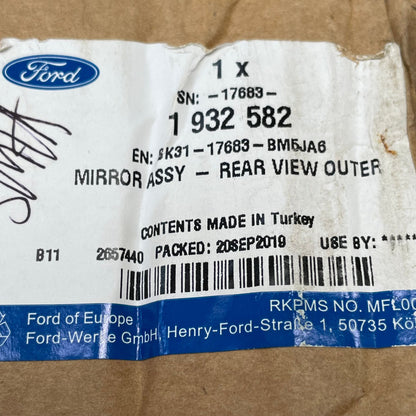 Ford
1 x
SN: -17683-
1 932 582
EN: BK31-17683-BM5JA6
MIRROR ASSY - REAR VIEW OUTER
CONTENTS MADE IN Turkey
B11 2657440 PACKED: 20SEP2019 USE BY: *****
RKPMS NO. MFL00
Ford of Europe
Ford-Werke GmbH, Henry-Ford-Straße 1, 50735 Kö